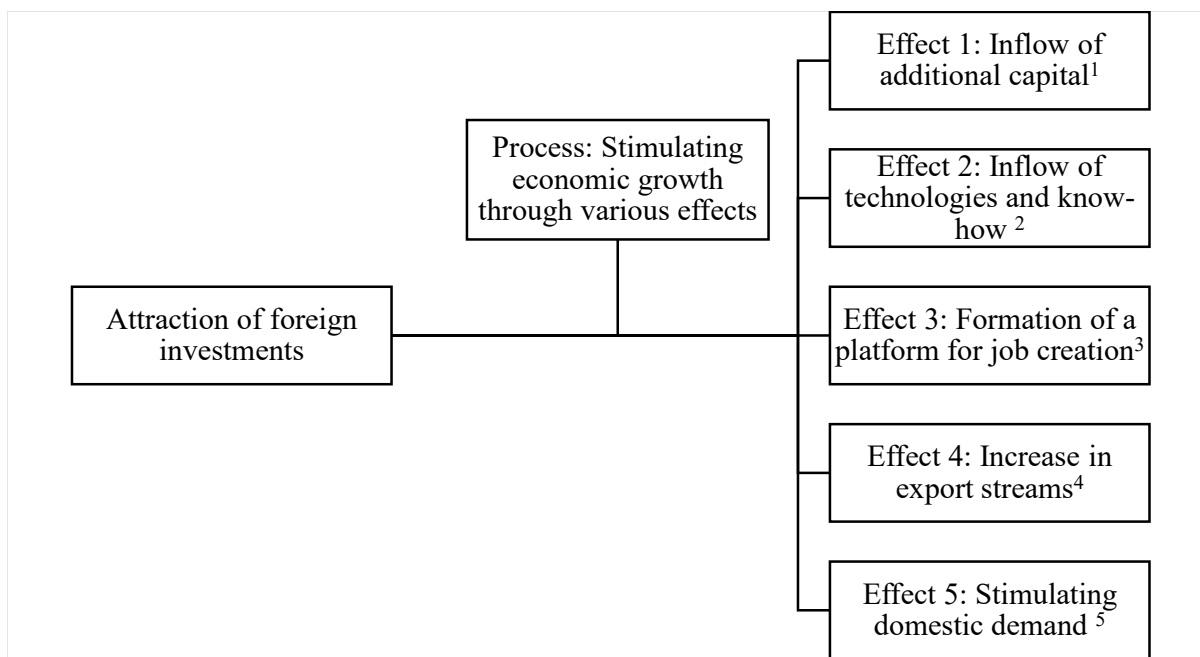 Effect 1: Inflow of
additional capital¹
Process: Stimulating
economic growth
through various effects
Effect 2: Inflow of
technologies and know-
how ²
Attraction of foreign
investments
Effect 3: Formation of a
platform for job creation³
Effect 4: Increase in
export streams⁴
Effect 5: Stimulating
domestic demand ⁵